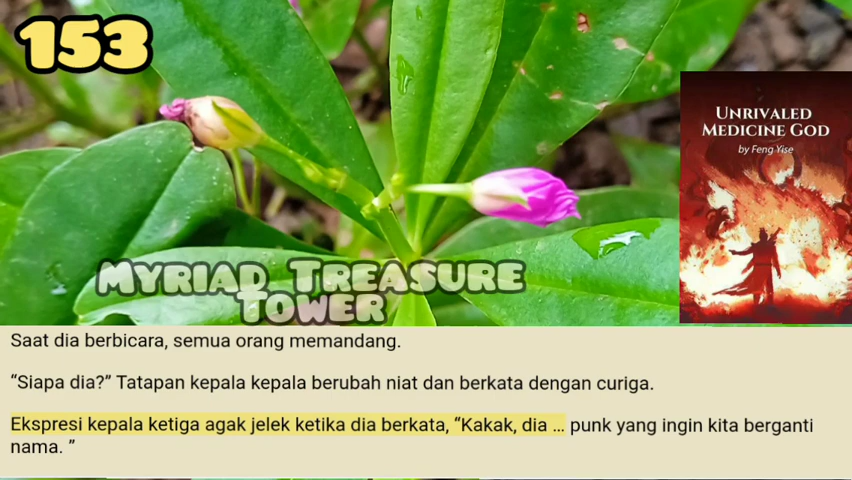 153
UNRIVALED
MEDICINE GOD
by Feng Yise
MYRIAD TREASURE
TOWER
Saat dia berbicara, semua orang memandang.
“Siapa dia?” Tatapan kepala kepala berubah niat dan berkata dengan curiga.
Ekspresi kepala ketiga agak jelek ketika dia berkata, “Kakak, dia ... punk yang ingin kita berganti
nama. ”